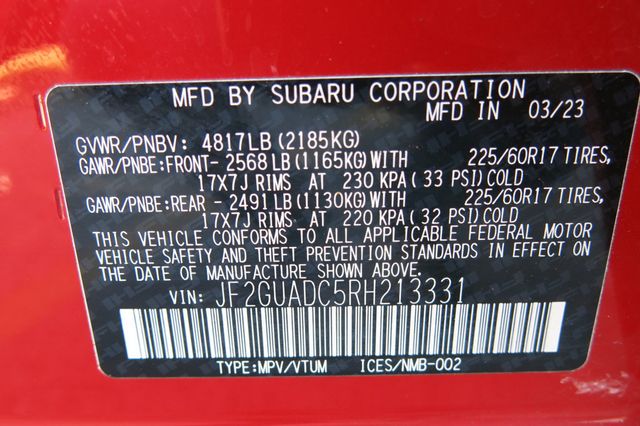 MFD BY SUBARU CORPORATION
MFD IN 03/23
GVWR/PNBV: 4817LB (2185KG)
GAWR/PNBE:FRONT- 2568 LB (1165KG) WITH 225/60R17 TIRES,
17X7J RIMS AT 230 KPA (33 PSI) COLD
GAWR/PNBE:REAR - 2491 LB (1130KG) WITH 225/60R17 TIRES,
17X7J RIMS AT 220 KPA (32 PSI) COLD
THIS VEHICLE CONFORMS TO ALL APPLICABLE FEDERAL MOTOR
VEHICLE SAFETY AND THEFT PREVENTION STANDARDS IN EFFECT ON
THE DATE OF MANUFACTURE SHOWN ABOVE.
VIN: JF2GUADC5RH213331
TYPE:MPV/VTUM ICES/NMB-002